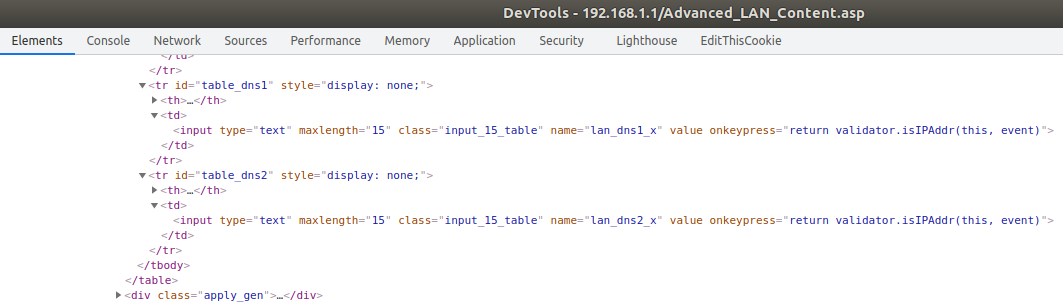 DevTools - 192.168.1.1/Advanced_LAN_Content.asp
Elements Console Network Sources Performance Memory Application Security Lighthouse EditThisCookie
</td>
</tr>
<tr id="table_dns1" style="display: none;">
<th>…</th>
<td>
<input type="text" maxlength="15" class="input_15_table" name="lan_dns1_x" value onkeypress="return validator.isIPAddr(this, event)">
</td>
</tr>
<tr id="table_dns2" style="display: none;">
<th>…</th>
<td>
<input type="text" maxlength="15" class="input_15_table" name="lan_dns2_x" value onkeypress="return validator.isIPAddr(this, event)">
</td>
</tr>
</tbody>
</table>
<div class="apply_gen">…</div>